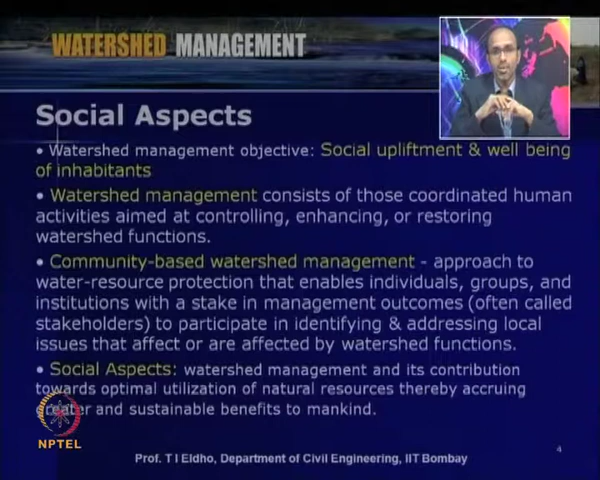 WATERSHED MANAGEMENT
Social Aspects
• Watershed management objective: Social upliftment & well being
of inhabitants
• Watershed management consists of those coordinated human
activities aimed at controlling, enhancing, or restoring
watershed functions.
• Community-based watershed management - approach to
water-resource protection that enables individuals, groups, and
institutions with a stake in management outcomes (often called
stakeholders) to participate in identifying & addressing local
issues that affect or are affected by watershed functions.
• Social Aspects: watershed management and its contribution
towards optimal utilization of natural resources thereby accruing
greater and sustainable benefits to mankind.
NPTEL
Prof. T I Eldho, Department of Civil Engineering, IIT Bombay
4